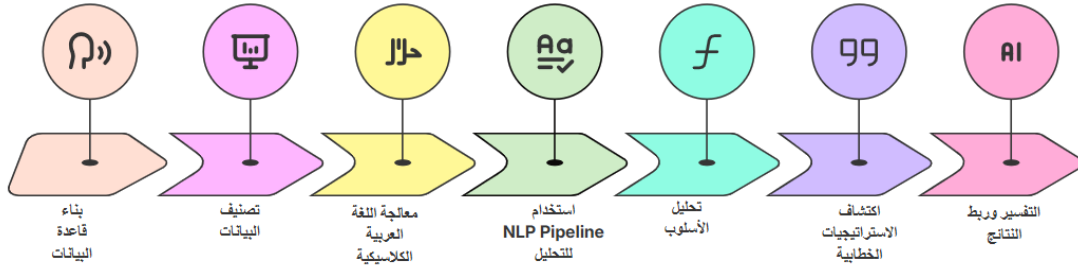 Aa
f
gg
AI
بناء
قاعدة
البيانات
تصنيف
البيانات
معالجة اللغة
العربية
الكلاسيكية
استخدام
NLP Pipeline
للتحليل
تحليل
الأسلوب
اكتشاف
الاستراتيجيات
الخطابية
التفسير وربط
النتائج